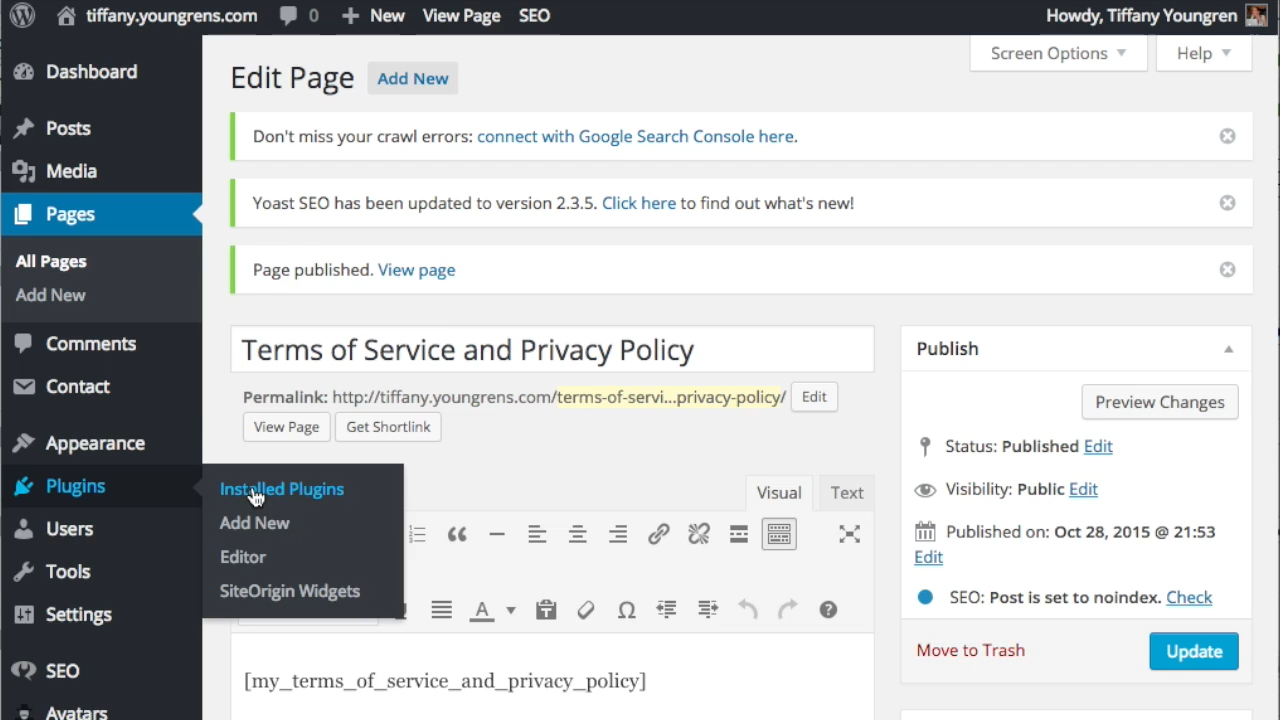 tiffany.youngrens.com 0 New View Page SEO Howdy, Tiffany Youngren
Screen Options Help
Dashboard
Posts
Media
Pages
All Pages
Add New
Comments
Contact
Appearance
Plugins
Users
Tools
Settings
SEO
Avatars
Installed Plugins
Add New
Editor
SiteOrigin Widgets
Edit Page Add New
Don't miss your crawl errors: connect with Google Search Console here.
Yoast SEO has been updated to version 2.3.5. Click here to find out what's new!
Page published. View page
Terms of Service and Privacy Policy
Permalink: http://tiffany.youngrens.com/terms-of-servi...privacy-policy/ Edit
View Page Get Shortlink
Visual Text
[my_terms_of_service_and_privacy_policy]
Publish
Preview Changes
Status: Published Edit
Visibility: Public Edit
Published on: Oct 28, 2015 @ 21:53
Edit
SEO: Post is set to noindex. Check
Move to Trash Update